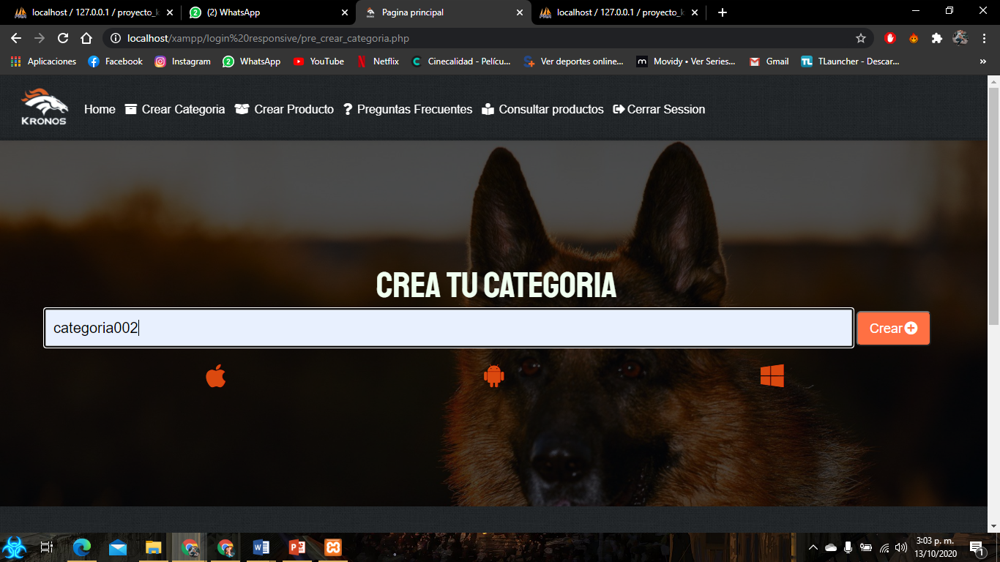 localhost / 127.0.0.1 / proyecto_k
(2) WhatsApp
Pagina principal
localhost / 127.0.0.1 / proyecto_k
localhost/xampp/login%20responsive/pre_crear_categoria.php
Aplicaciones
Facebook
Instagram
WhatsApp
YouTube
Netflix
Cinecalidad - Pelícu...
Ver deportes online...
Movidy • Ver Series...
Gmail
TLauncher - Descar...
»
KRONOS
Home
Crear Categoria
Crear Producto
Preguntas Frecuentes
Consultar productos
Cerrar Session
CREA TU CATEGORIA
categoria002
Crear
3:03 p. m.
13/10/2020
1